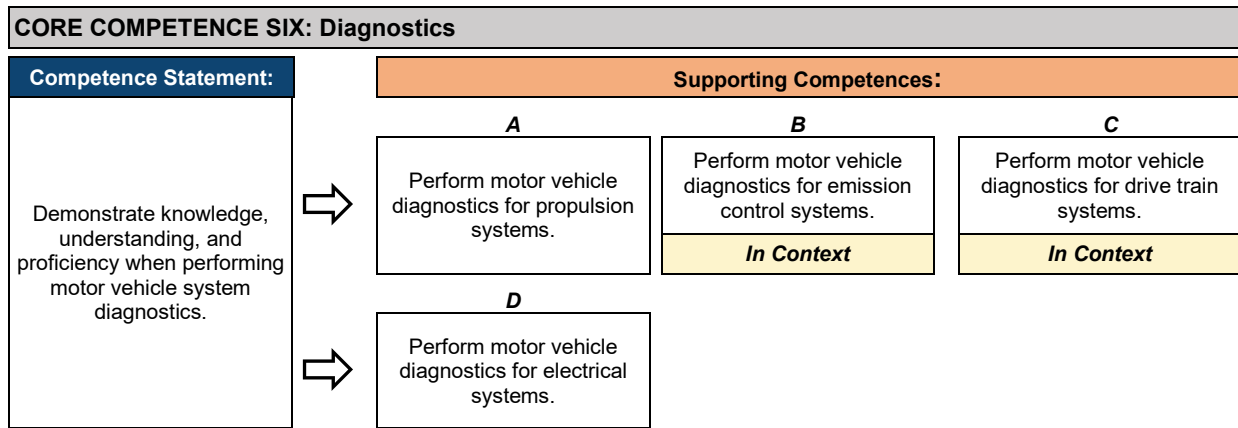 CORE COMPETENCE SIX: Diagnostics
Competence Statement:
Supporting Competences:
Demonstrate knowledge,
understanding, and
proficiency when performing
motor vehicle system
diagnostics.
A
Perform motor vehicle
diagnostics for propulsion
systems.
B
Perform motor vehicle
diagnostics for emission
control systems.
In Context
C
Perform motor vehicle
diagnostics for drive train
systems.
In Context
D
Perform motor vehicle
diagnostics for electrical
systems.